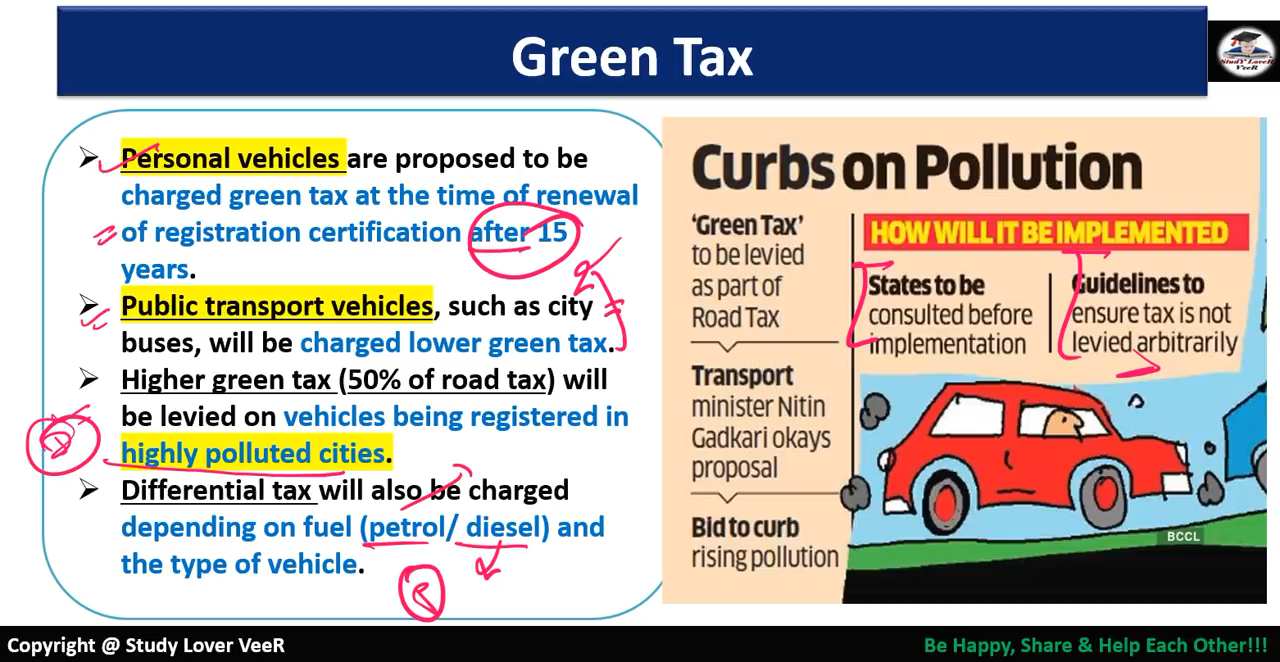 Green Tax
StudY LoveR
VeeR
Personal vehicles are proposed to be
charged green tax at the time of renewal
of registration certification after 15
years.
Public transport vehicles, such as city
buses, will be charged lower green tax.
Higher green tax (50% of road tax) will
be levied on vehicles being registered in
highly polluted cities.
Differential tax will also be charged
depending on fuel (petrol/ diesel) and
the type of vehicle.
Curbs on Pollution
‘Green Tax’
to be levied
as part of
Road Tax
Transport
minister Nitin
Gadkari okays
proposal
Bid to curb
rising pollution
HOW WILL IT BE IMPLEMENTED
States to be
consulted before
implementation
Guidelines to
ensure tax is not
levied arbitrarily
BCCL
Copyright @ Study Lover VeeR
Be Happy, Share & Help Each Other!!!